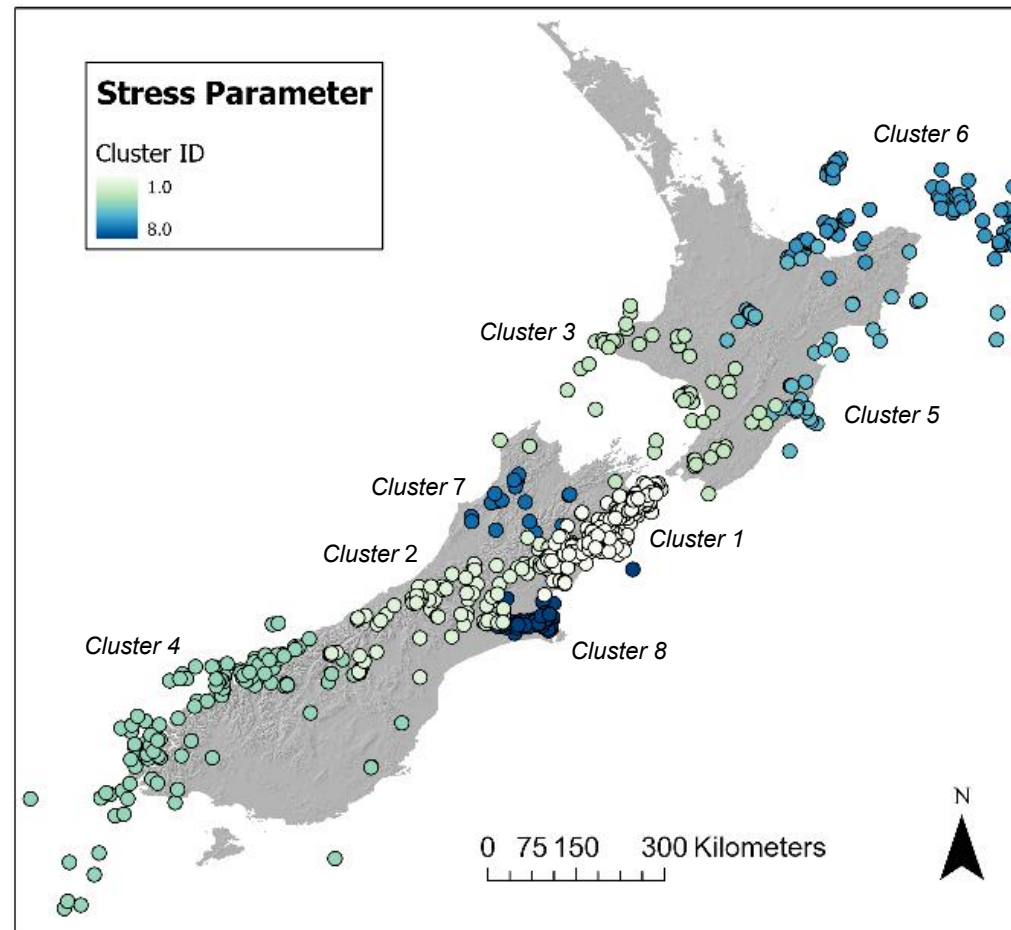 Stress Parameter
Cluster ID
1.0
8.0
Cluster 6
Cluster 3
Cluster 5
Cluster 7
Cluster 1
Cluster 2
Cluster 8
Cluster 4
N
0 75 150 300 Kilometers